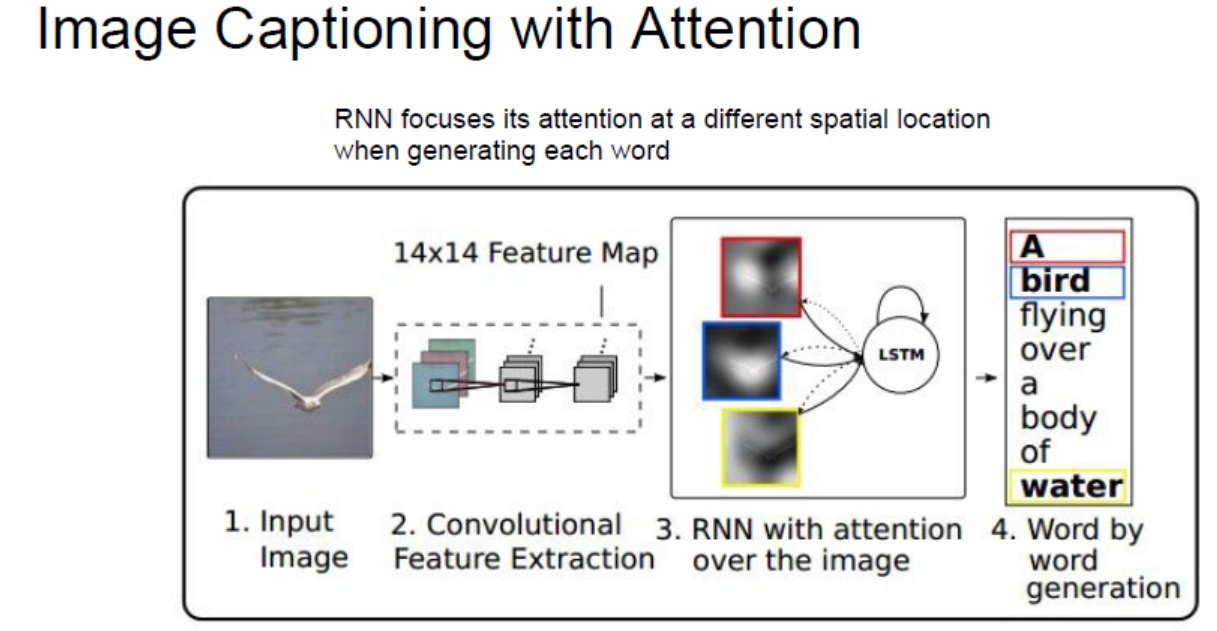 Image Captioning with Attention
RNN focuses its attention at a different spatial location
when generating each word
14x14 Feature Map
LSTM
A
bird
flying
over
a
body
of
water
1. Input
Image
2. Convolutional
Feature Extraction
3. RNN with attention
over the image
4. Word by
word
generation